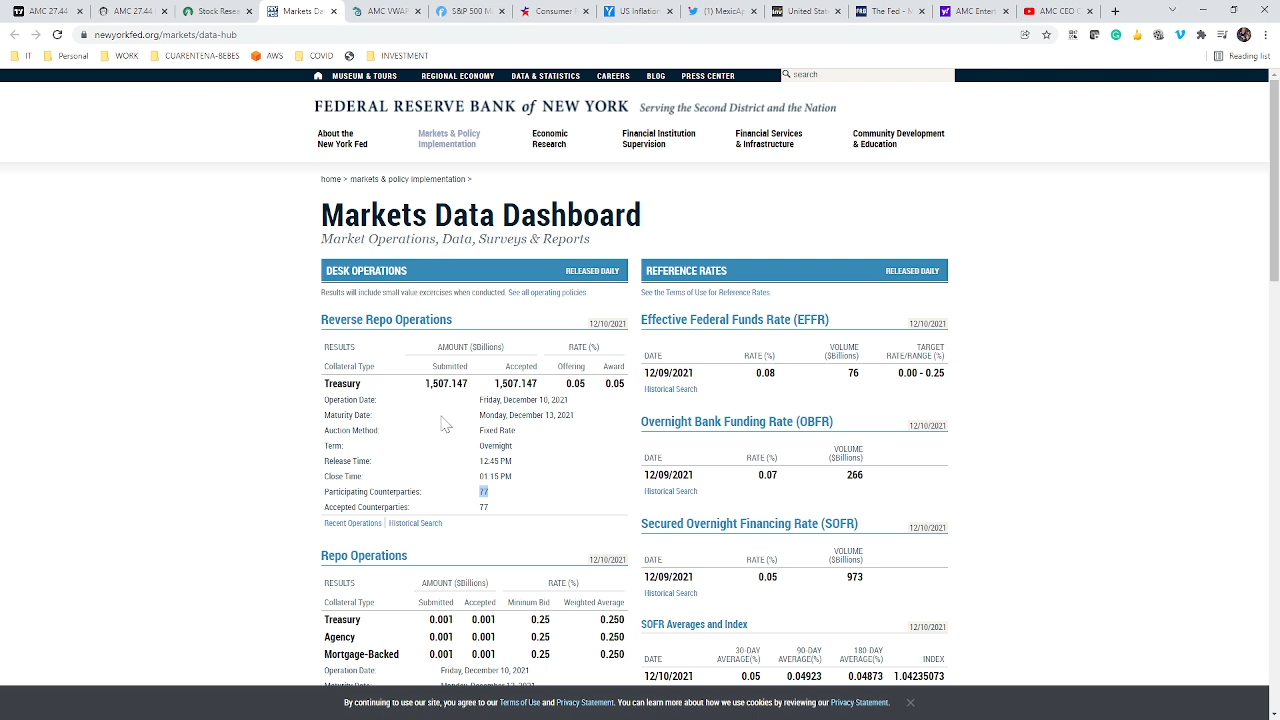 AMC 27.44
AMC 27.44
Stock Rese
Markets Da
AMC VWAP
S&P 500 M
Consumer
US Inflation
(1) MexicAp
United Stat
The Fed - M
AMC Entert
AMC CEO C
newyorkfed.org/markets/data-hub
IT
Personal
WORK
CUARENTENA-BEBES
AWS
COVID
INVESTMENT
Reading list
MUSEUM & TOURS
REGIONAL ECONOMY
DATA & STATISTICS
CAREERS
BLOG
PRESS CENTER
search
FEDERAL RESERVE BANK of NEW YORK Serving the Second District and the Nation
About the
New York Fed
Markets & Policy
Implementation
Economic
Research
Financial Institution
Supervision
Financial Services
& Infrastructure
Community Development
& Education
home > markets & policy implementation >
Markets Data Dashboard
Market Operations, Data, Surveys & Reports
DESK OPERATIONS RELEASED DAILY
Results will include small value excercises when conducted. See all operating policies.
Reverse Repo Operations 12/10/2021
RESULTS AMOUNT ($Billions) RATE (%)
Collateral Type Submitted Accepted Offering Award
Treasury 1,507.147 1,507.147 0.05 0.05
Operation Date: Friday, December 10, 2021
Maturity Date: Monday, December 13, 2021
Auction Method: Fixed Rate
Term: Overnight
Release Time: 12:45 PM
Close Time: 01:15 PM
Participating Counterparties: 77
Accepted Counterparties: 77
Recent Operations | Historical Search
Repo Operations 12/10/2021
RESULTS AMOUNT ($Billions) RATE (%)
Collateral Type Submitted Accepted Mininum Bid Weighted Average
Treasury 0.001 0.001 0.25 0.250
Agency 0.001 0.001 0.25 0.250
Mortgage-Backed 0.001 0.001 0.25 0.250
Operation Date: Friday, December 10, 2021
REFERENCE RATES RELEASED DAILY
See the Terms of Use for Reference Rates.
Effective Federal Funds Rate (EFFR) 12/10/2021
DATE RATE (%) VOLUME ($Billions) TARGET RATE/RANGE (%)
12/09/2021 0.08 76 0.00 - 0.25
Historical Search
Overnight Bank Funding Rate (OBFR) 12/10/2021
DATE RATE (%) VOLUME ($Billions)
12/09/2021 0.07 266
Historical Search
Secured Overnight Financing Rate (SOFR) 12/10/2021
DATE RATE (%) VOLUME ($Billions)
12/09/2021 0.05 973
Historical Search
SOFR Averages and Index 12/10/2021
DATE 30-DAY AVERAGE(%) 90-DAY AVERAGE(%) 180-DAY AVERAGE(%) INDEX
12/10/2021 0.05 0.04923 0.04873 1.04235073
By continuing to use our site, you agree to our Terms of Use and Privacy Statement. You can learn more about how we use cookies by reviewing our Privacy Statement.